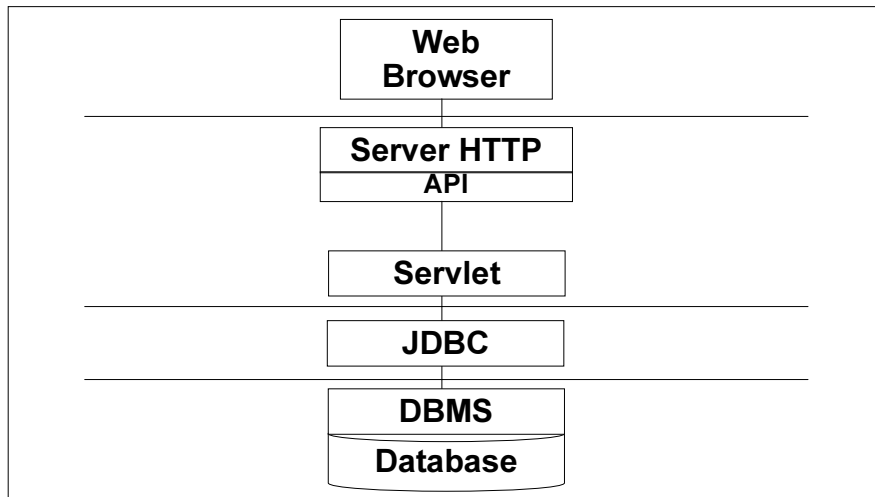 Web
Browser
Server HTTP
API
Servlet
JDBC
DBMS
Database